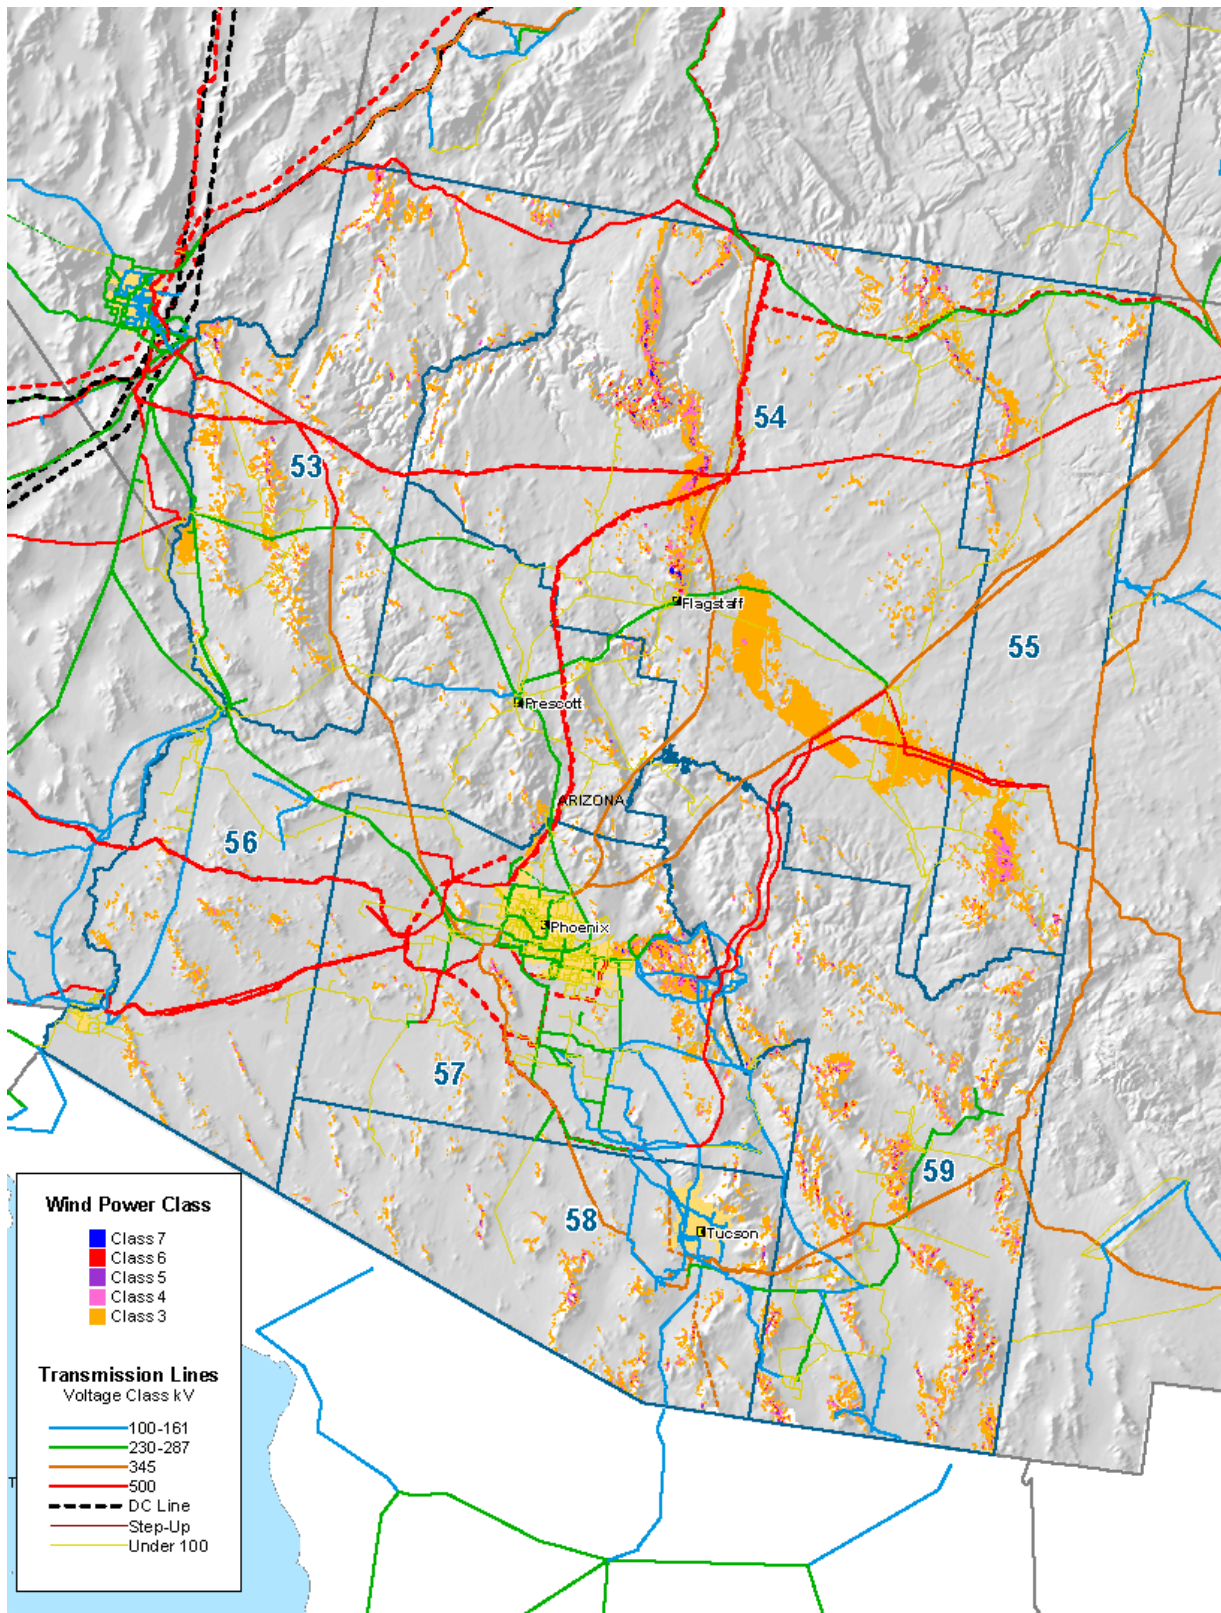 53
54
Flagstaff
55
Prescott
ARIZONA
56
Phoenix
57
59
58
Tucson
Wind Power Class
Class 7
Class 6
Class 5
Class 4
Class 3
Transmission Lines
Voltage Class kV
100-161
230-287
345
500
DC Line
Step-Up
Under 100
T